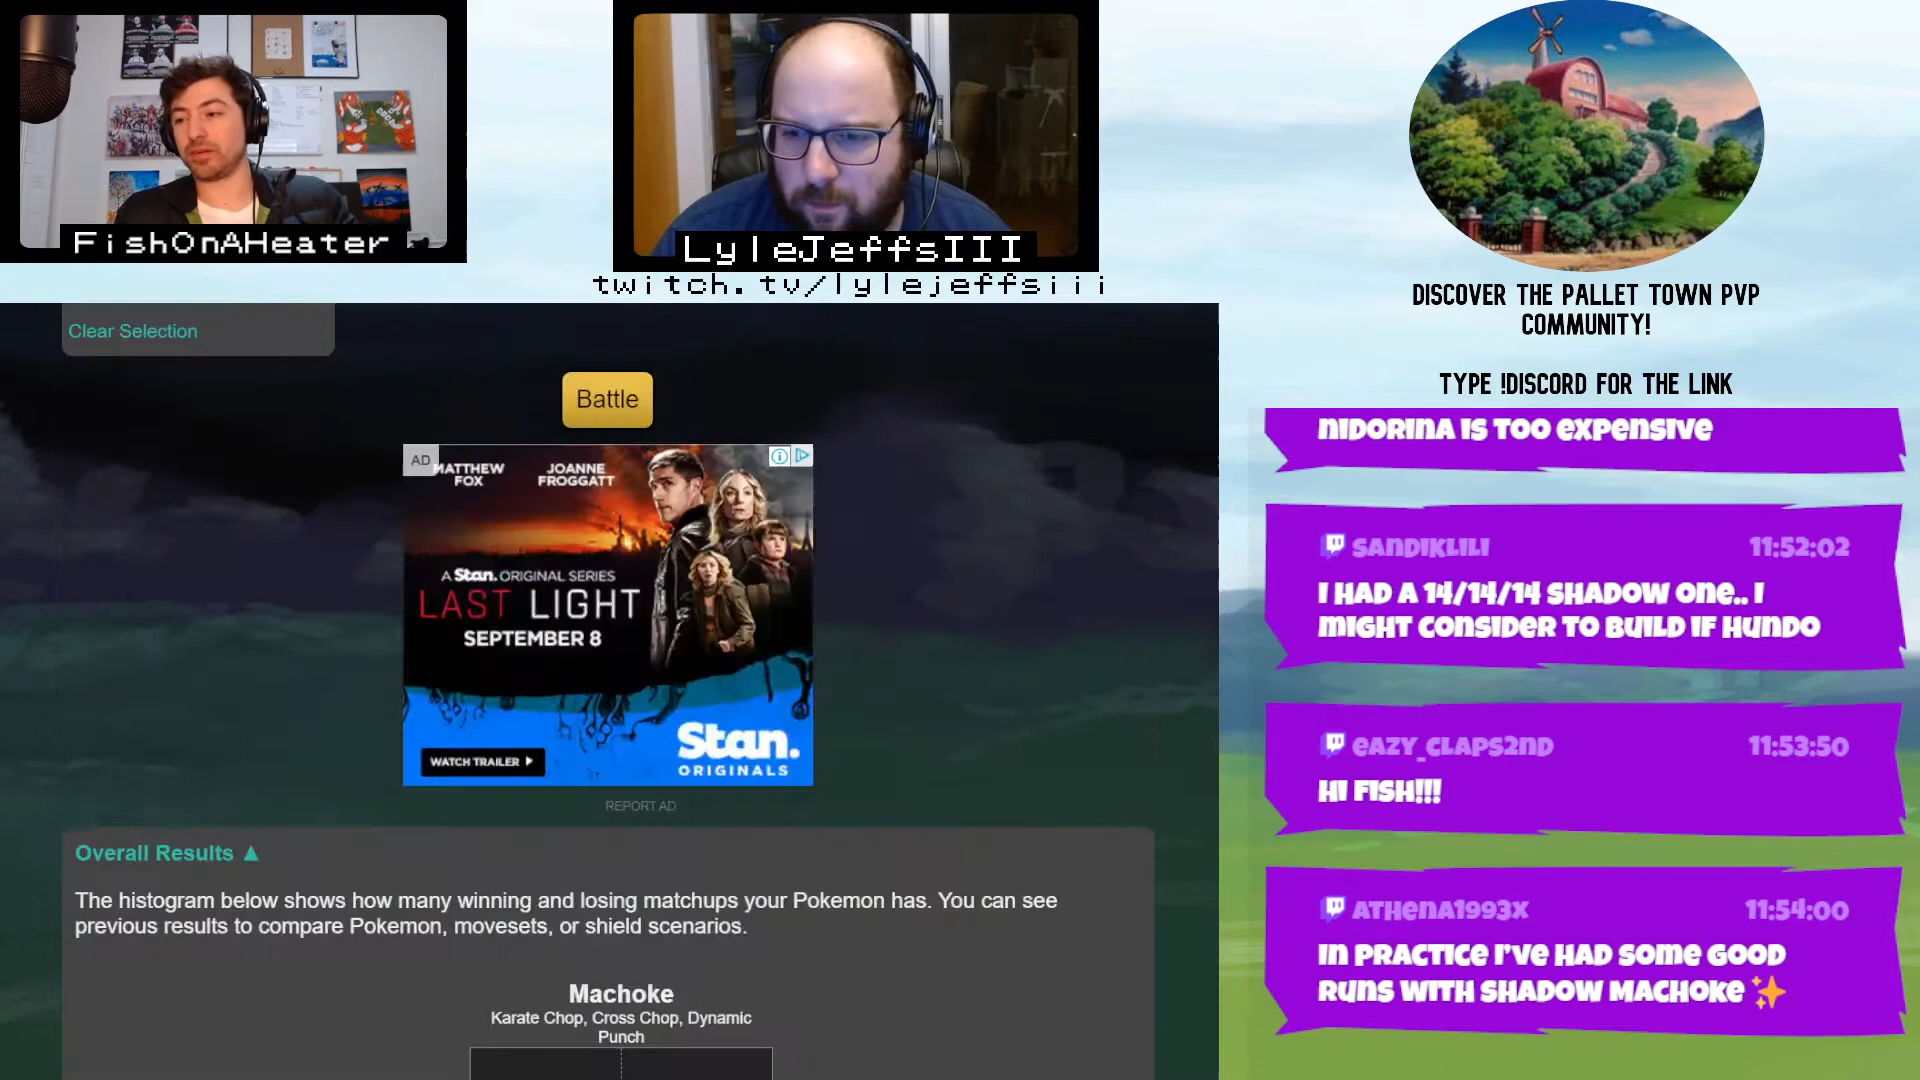 FishOnAHeater
LyleJeffsIII
twitch.tv/lylejeffsiii
DISCOVER THE PALLET TOWN PVP
COMMUNITY!
TYPE !DISCORD FOR THE LINK
Clear Selection
Battle
AD
MATTHEW
FOX
JOANNE
FROGGATT
A Stan. ORIGINAL SERIES
LAST LIGHT
SEPTEMBER 8
WATCH TRAILER
Stan.
ORIGINALS
REPORT AD
Overall Results ▲
The histogram below shows how many winning and losing matchups your Pokemon has. You can see
previous results to compare Pokemon, movesets, or shield scenarios.
Machoke
Karate Chop, Cross Chop, Dynamic
Punch
NIDORINA IS TOO EXPENSIVE
SANDIKLILI 11:52:02
I HAD A 14/14/14 SHADOW ONE.. I
MIGHT CONSIDER TO BUILD IF HUNDO
EAZY_CLAPS2ND 11:53:50
HI FISH!!!
ATHENA1993X 11:54:00
IN PRACTICE I'VE HAD SOME GOOD
RUNS WITH SHADOW MACHOKE ✨